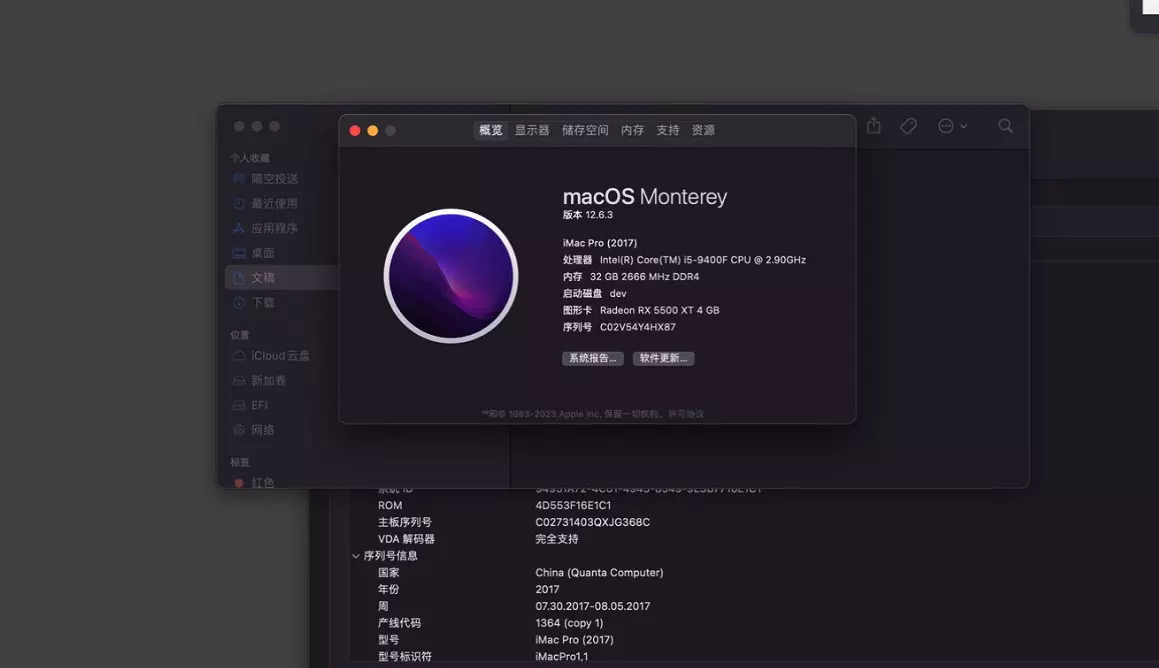 概览 显示器 储存空间 内存 支持 资源
macOS Monterey
版本 12.6.3
iMac Pro (2017)
处理器 Intel(R) Core(TM) i5-9400F CPU @ 2.90GHz
内存 32 GB 2666 MHz DDR4
启动磁盘 dev
图形卡 Radeon RX 5500 XT 4 GB
序列号 C02V54Y4HX87
系统报告... 软件更新...
™和© 1983-2023 Apple Inc. 保留一切权利。许可协议
个人收藏
隔空投送
最近使用
应用程序
桌面
文稿
下载
位置
iCloud 云盘
新加卷
EFI
网络
标签
红色
系统 ID
ROM 4D553F16E1C1
主板序列号 C02731403QXJG368C
VDA 解码器 完全支持
序列号信息
国家 China (Quanta Computer)
年份 2017
周 07.30.2017-08.05.2017
产线代码 1364 (copy 1)
型号 iMac Pro (2017)
型号标识符 iMacPro1,1